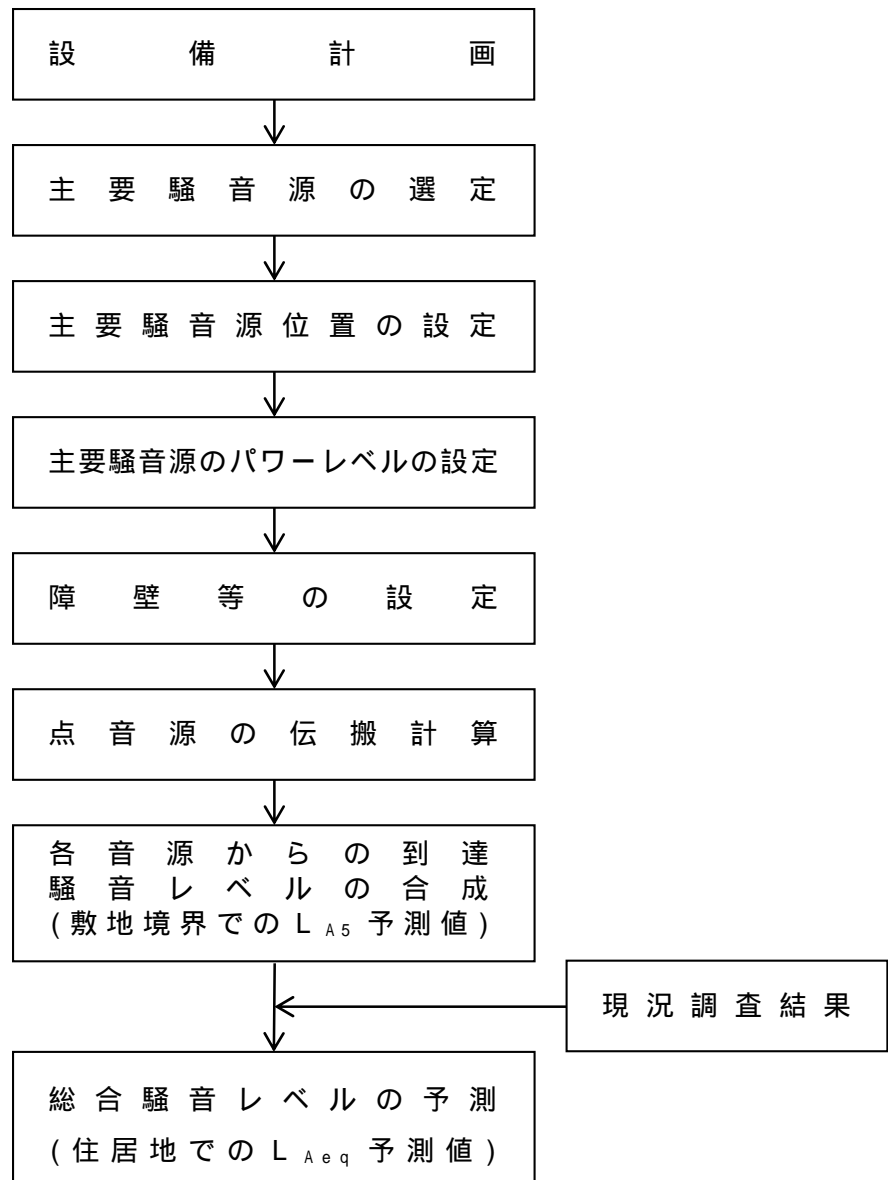 設備計画
主要騒音源の選定
主要騒音源位置の設定
主要騒音源のパワーレベルの設定
障壁等の設定
点音源の伝搬計算
各音源からの到達
騒音レベルの合成
(敷地境界でのLA5予測値)
現況調査結果
総合騒音レベルの予測
(住居地でのLAeq予測値)